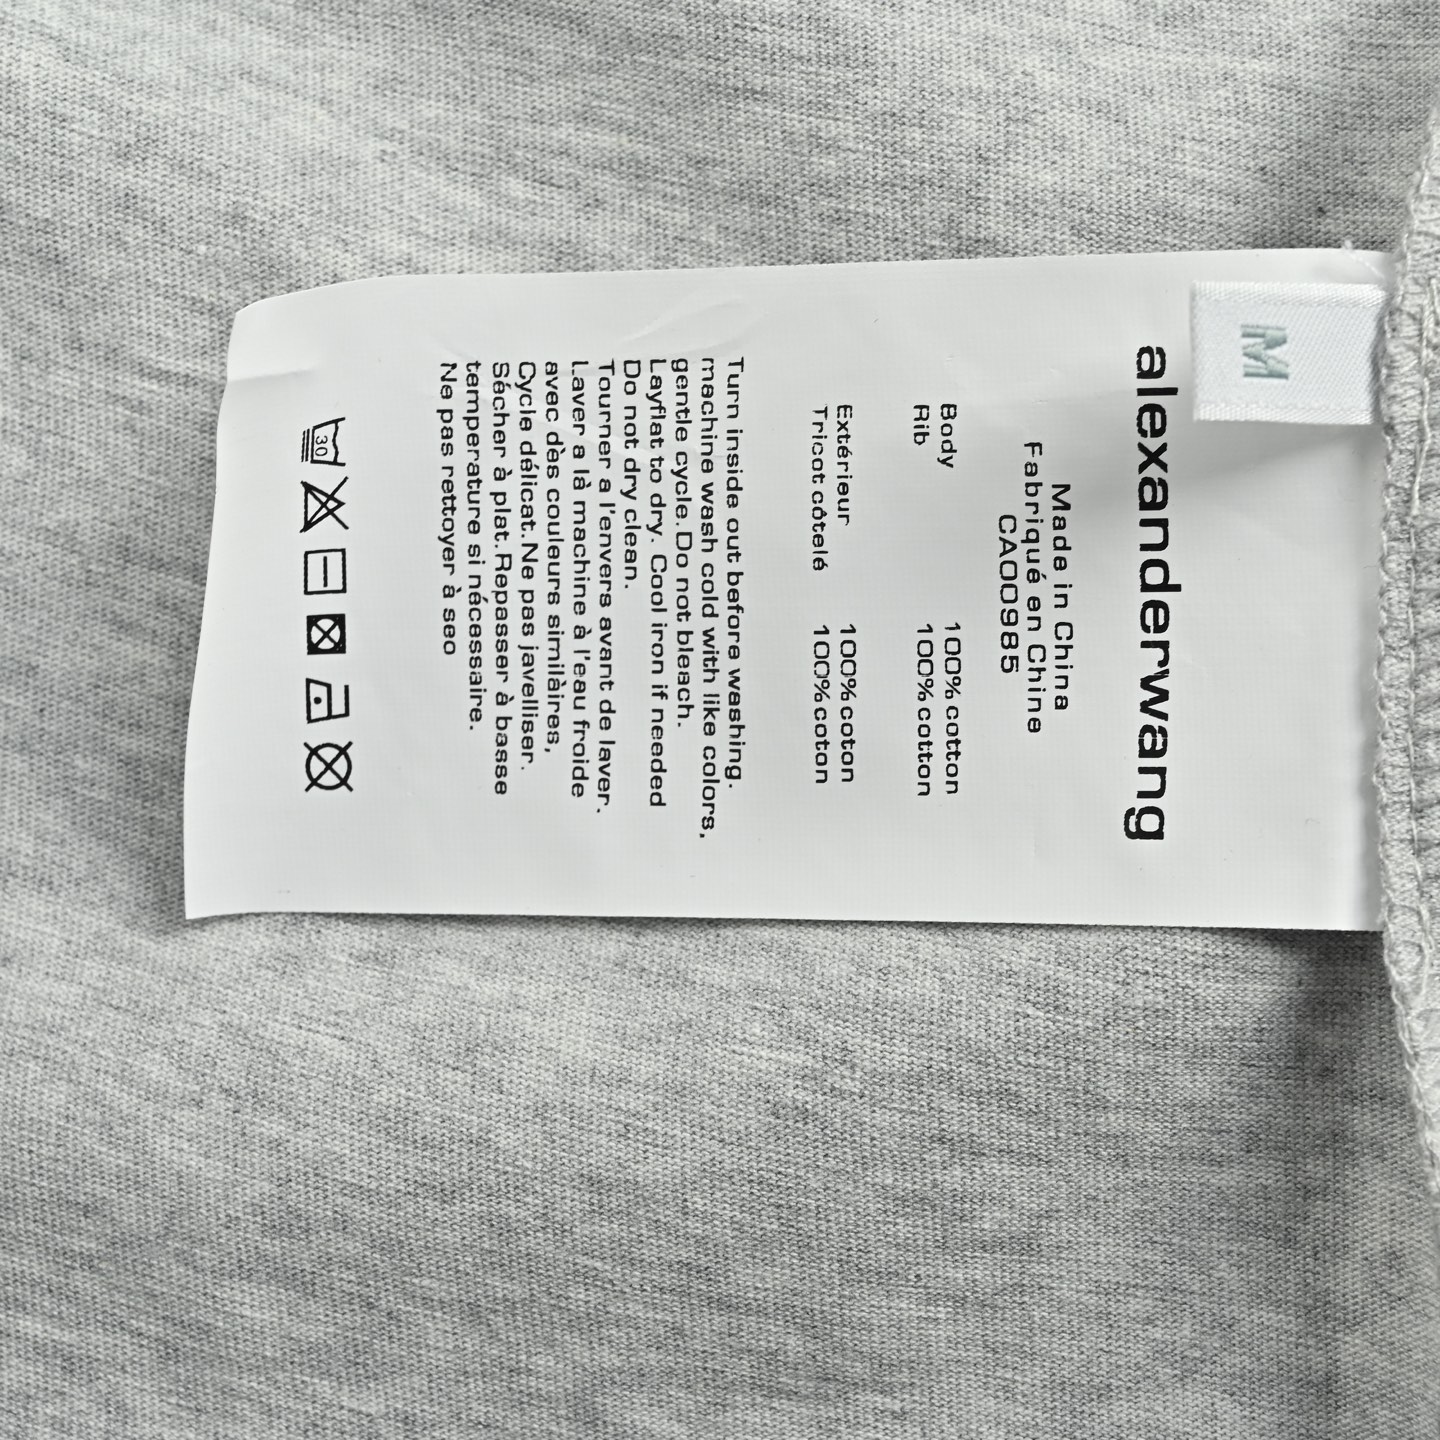 M
alexanderwang
Made in China
Fabriqué en Chine
CA00985
Body 100% cotton
Rib 100% cotton
Extérieur 100% coton
Tricot côtelé 100% coton
Turn inside out before washing.
machine wash cold with like colors,
gentle cycle. Do not bleach.
Layflat to dry. Cool iron if needed
Do not dry clean.
Tourner a l'envers avant de laver.
Laver a là machine à l'eau froide
avec dès couleurs similàires,
Cycle délicat. Ne pas javelliser.
Sécher à plat. Repasser à basse
temperature si nécessaire.
Ne pas rettoyer à seo
30